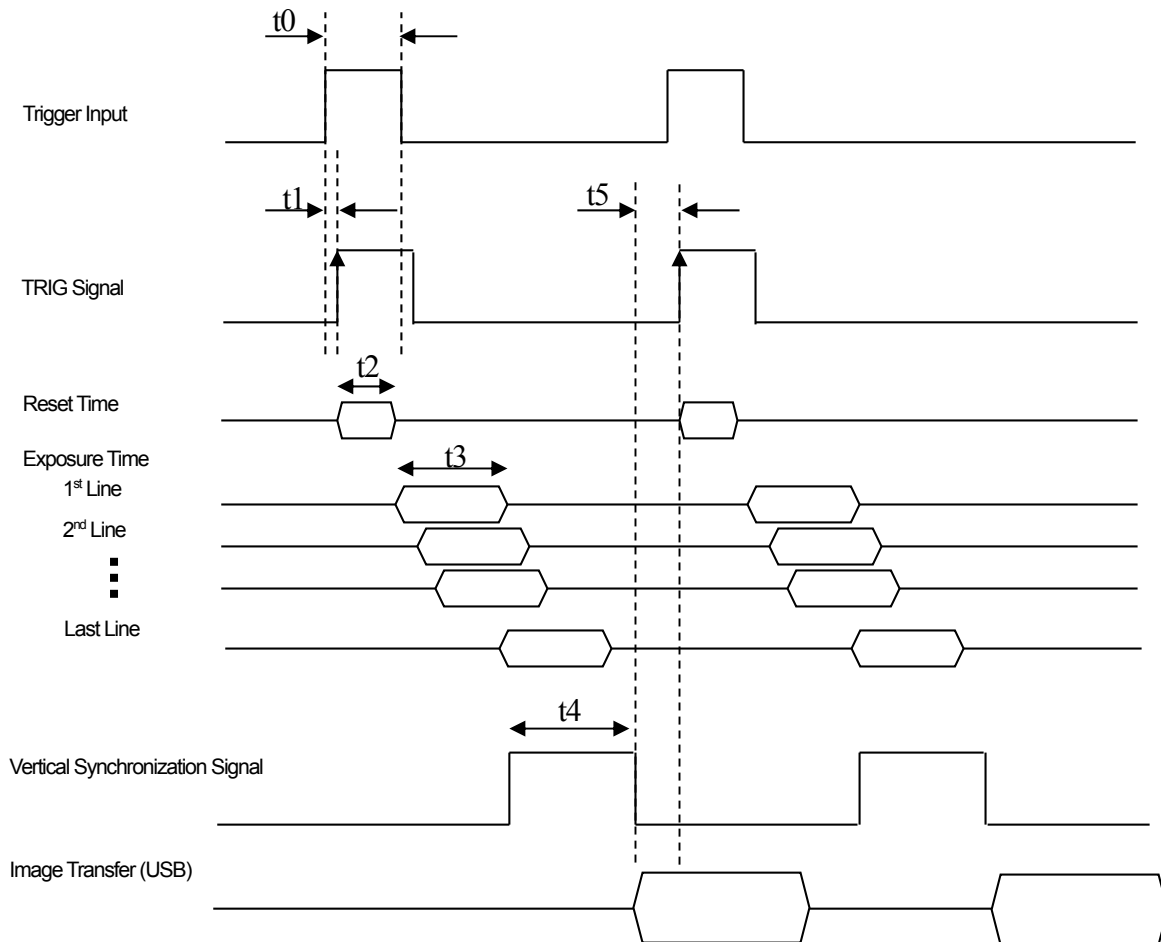 t0
Trigger Input
t1
t5
TRIG Signal
t2
Reset Time
Exposure Time
t3
1st Line
2nd Line
Last Line
t4
Vertical Synchronization Signal
Image Transfer (USB)